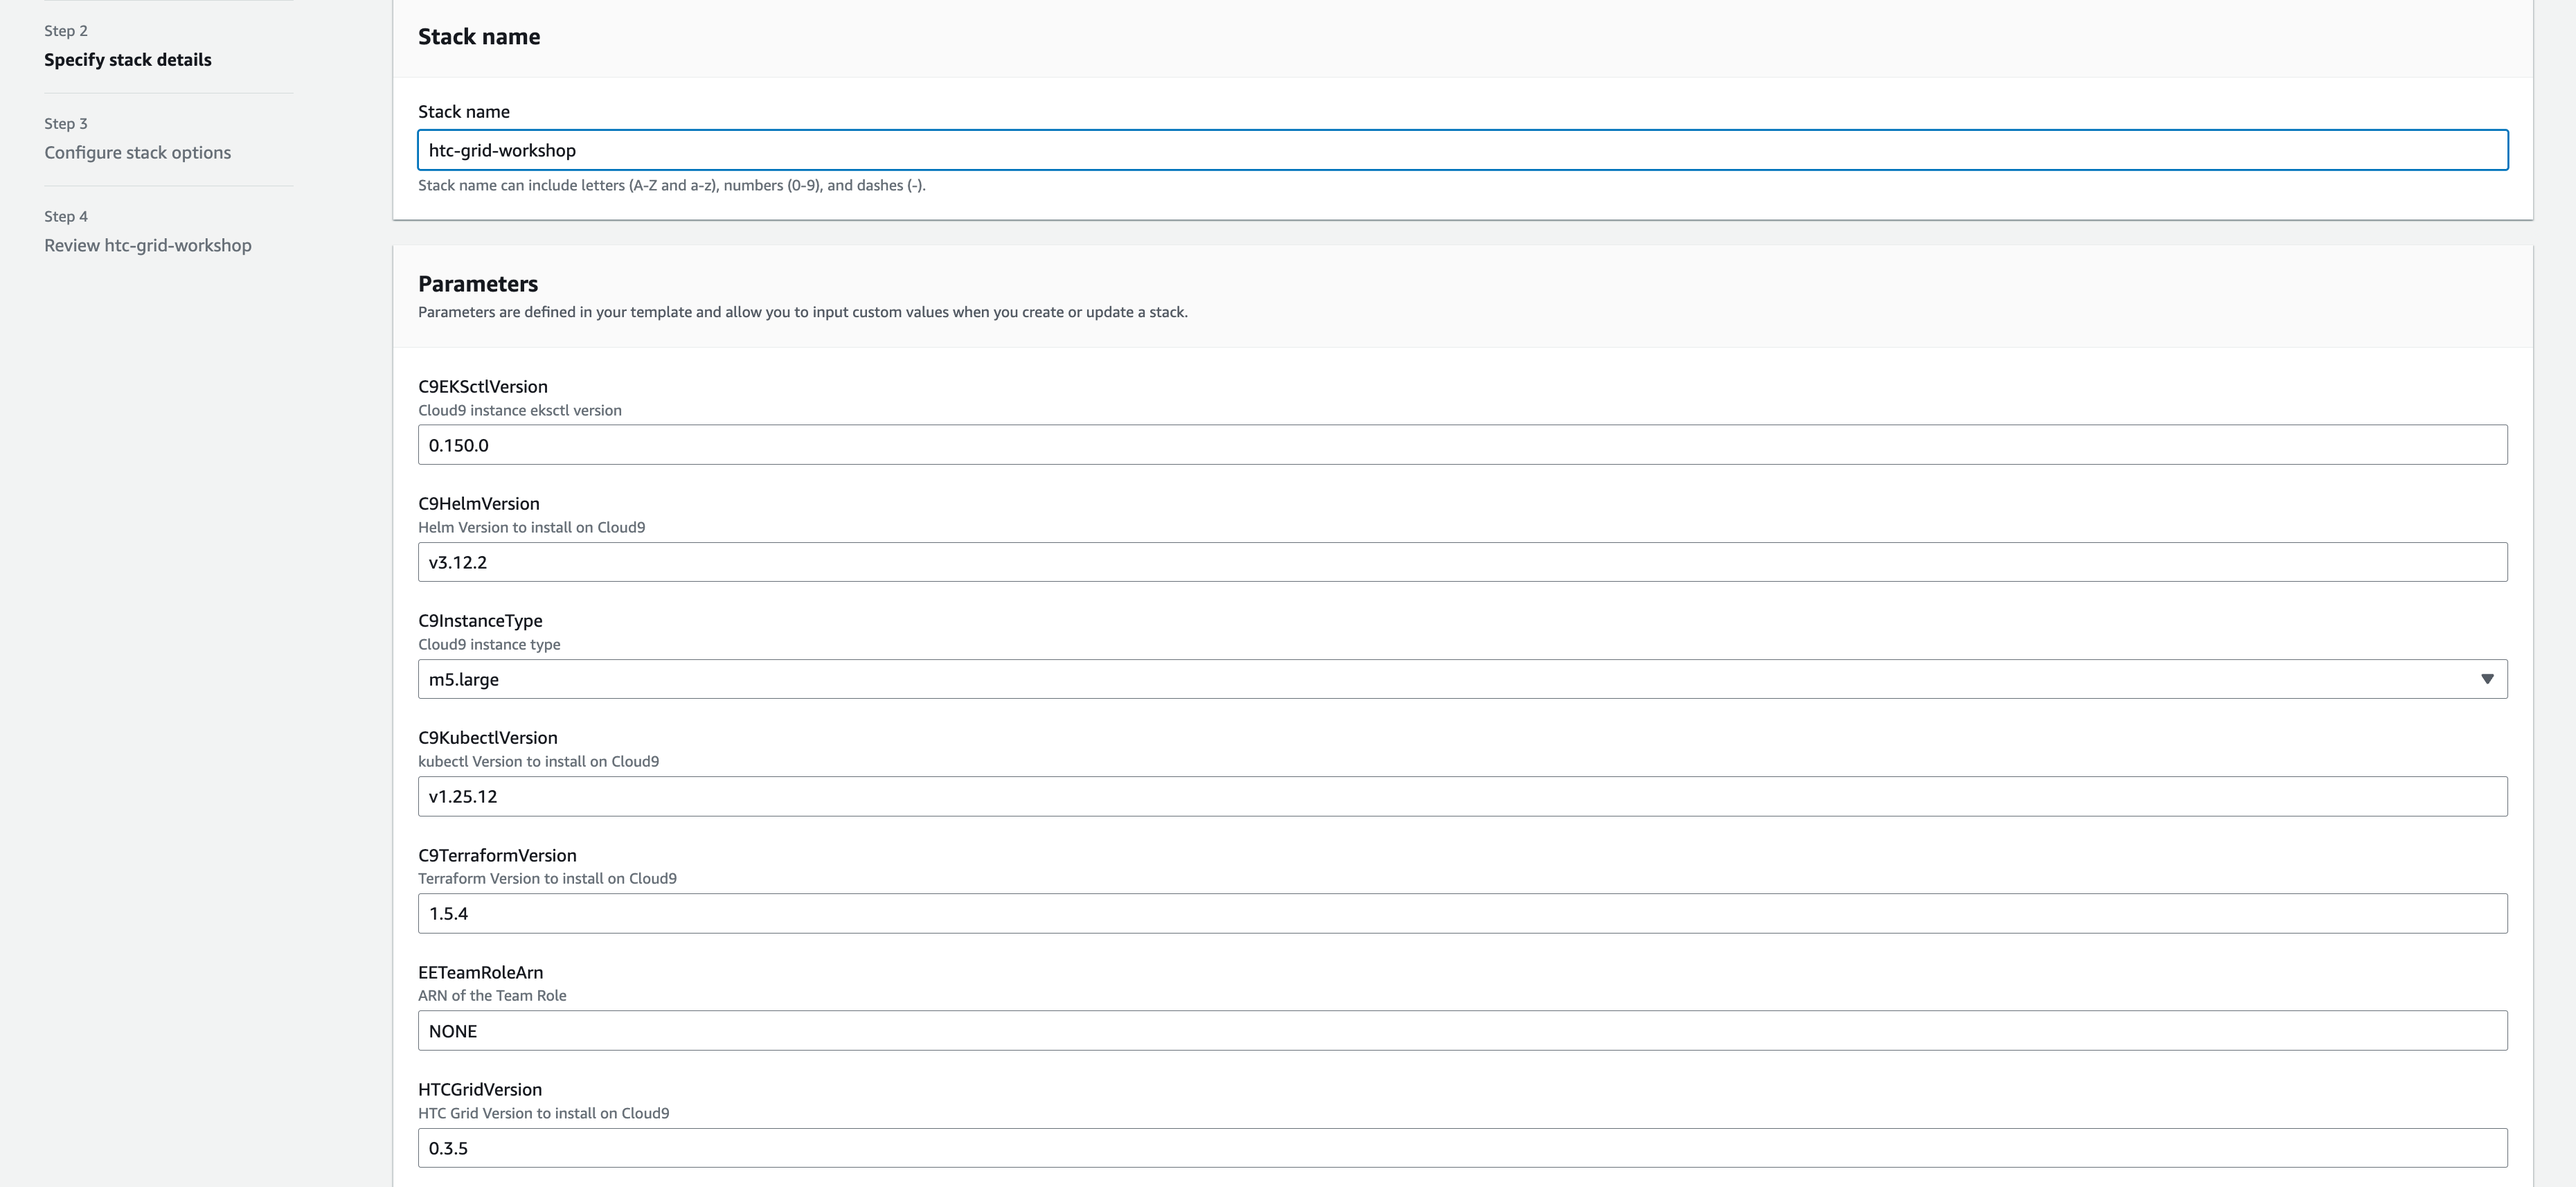 Step 2
Specify stack details
Step 3
Configure stack options
Step 4
Review htc-grid-workshop
Stack name
Stack name
htc-grid-workshop
Stack name can include letters (A-Z and a-z), numbers (0-9), and dashes (-).
Parameters
Parameters are defined in your template and allow you to input custom values when you create or update a stack.
C9EKSctlVersion
Cloud9 instance eksctl version
0.150.0
C9HelmVersion
Helm Version to install on Cloud9
v3.12.2
C9InstanceType
Cloud9 instance type
m5.large
C9KubectlVersion
kubectl Version to install on Cloud9
v1.25.12
C9TerraformVersion
Terraform Version to install on Cloud9
1.5.4
EETeamRoleArn
ARN of the Team Role
NONE
HTCGridVersion
HTC Grid Version to install on Cloud9
0.3.5